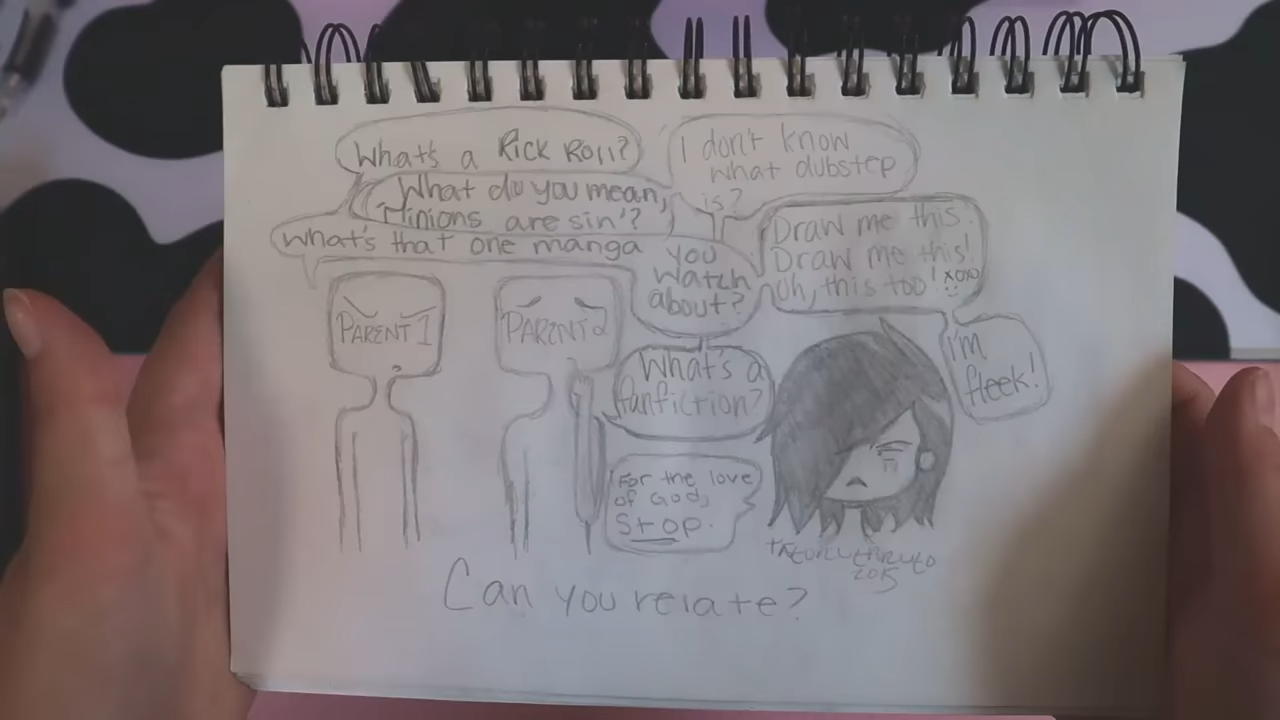 What's a Rick Roll?
I don't know
what dubstep
is?
What do you mean,
'Minions are sin'?
What's that one manga
you
watch
about?
Draw me this!
Draw me this!
Oh, this too! xoxo
I'm
fleek!
PARENT 1
PARENT 2
What's a
fanfiction?
For the love
of God,
Stop.
2015
Can you relate?